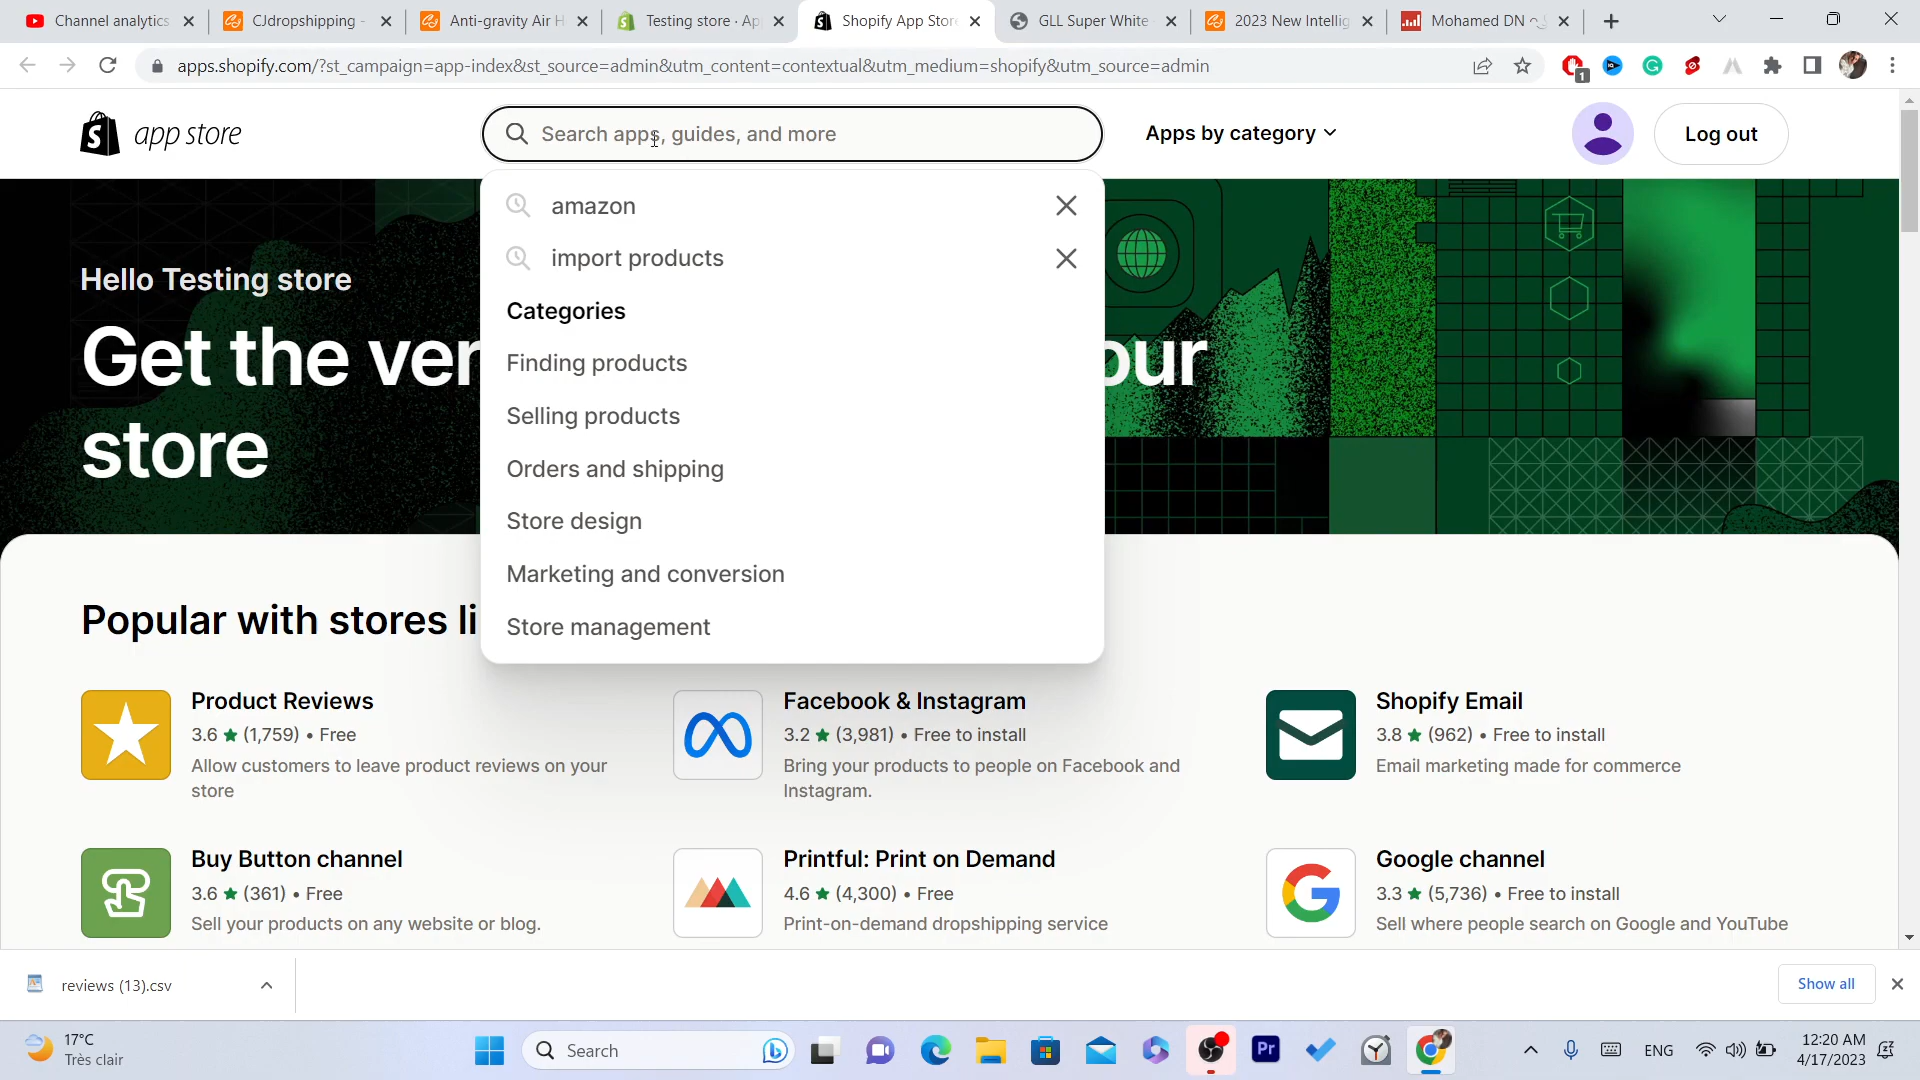 Channel analytics
CJdropshipping -
Anti-gravity Air H
Testing store · Ap
Shopify App Store
GLL Super White
2023 New Intellig
Mohamed DN
apps.shopify.com/?st_campaign=app-index&st_source=admin&utm_content=contextual&utm_medium=shopify&utm_source=admin
1
app store
Search apps, guides, and more
Apps by category
Log out
amazon
import products
Categories
Finding products
Selling products
Orders and shipping
Store design
Marketing and conversion
Store management
Hello Testing store
Get the ver our
store
Popular with stores li
Product Reviews
3.6 ★ (1,759) • Free
Allow customers to leave product reviews on your
store
Facebook & Instagram
3.2 ★ (3,981) • Free to install
Bring your products to people on Facebook and
Instagram.
Shopify Email
3.8 ★ (962) • Free to install
Email marketing made for commerce
Buy Button channel
3.6 ★ (361) • Free
Sell your products on any website or blog.
Printful: Print on Demand
4.6 ★ (4,300) • Free
Print-on-demand dropshipping service
Google channel
3.3 ★ (5,736) • Free to install
Sell where people search on Google and YouTube
reviews (13).csv
Show all
17°C
Très clair
Search
Pr
ENG
12:20 AM
4/17/2023